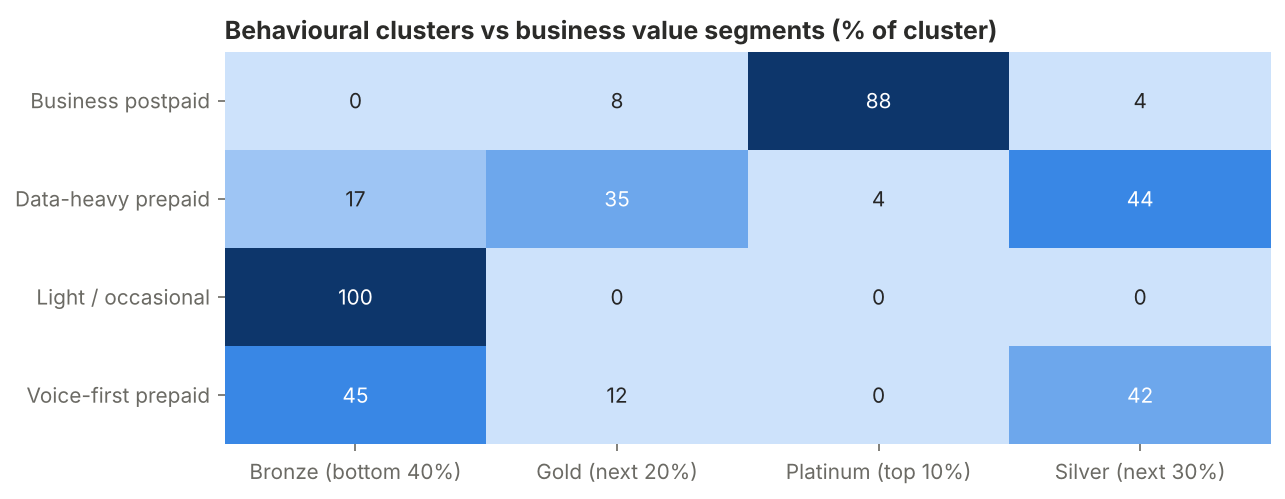 Behavioural clusters vs business value segments (% of cluster)
Business postpaid 0 8 88 4
Data-heavy prepaid 17 35 4 44
Light / occasional 100 0 0 0
Voice-first prepaid 45 12 0 42
Bronze (bottom 40%) Gold (next 20%) Platinum (top 10%) Silver (next 30%)